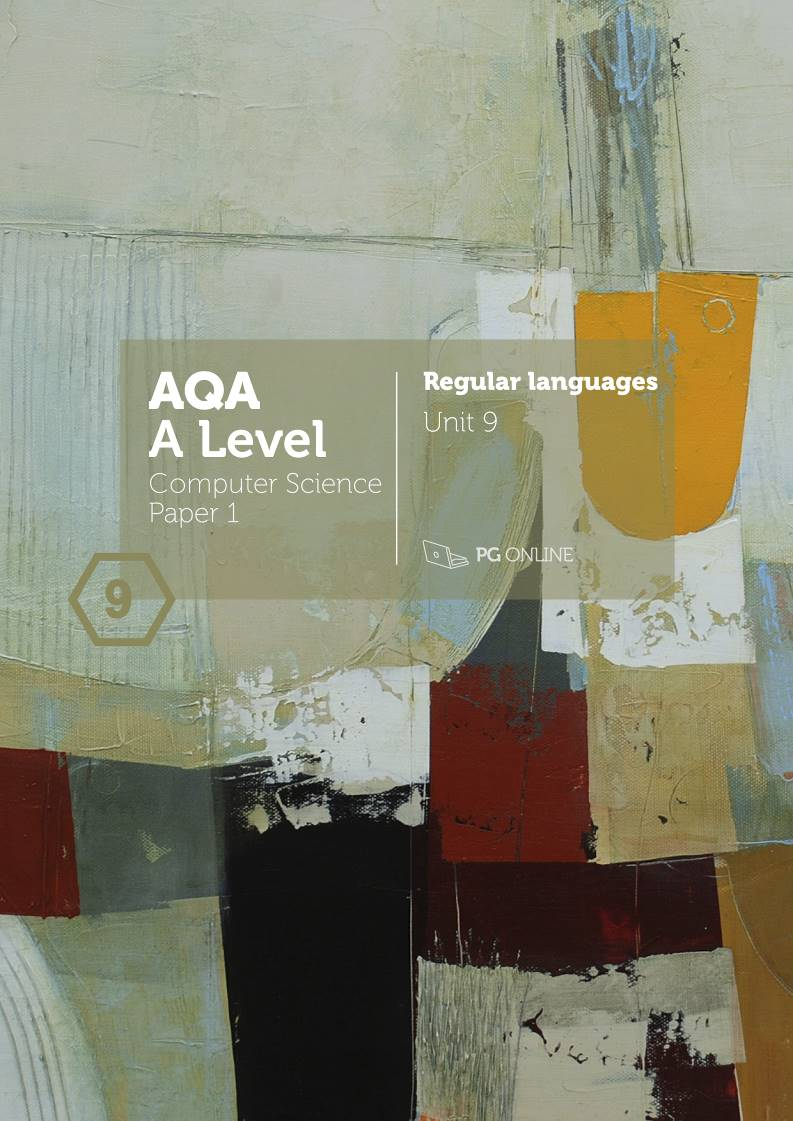 AQA
A Level
Computer Science
Paper 1
Regular languages
Unit 9
PG ONLINE
9